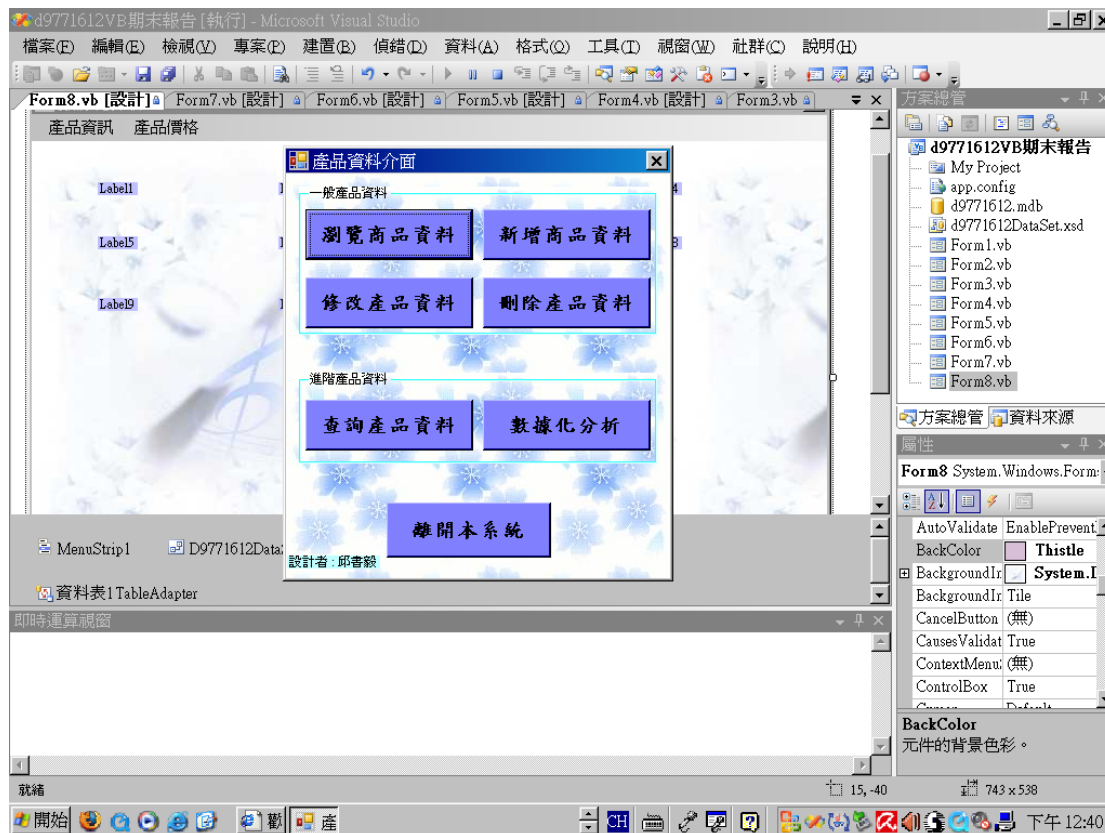 d9771612VB期末報告 [執行] - Microsoft Visual Studio
檔案(F) 編輯(E) 檢視(V) 專案(P) 建置(B) 偵錯(D) 資料(A) 格式(O) 工具(T) 視窗(W) 社群(C) 說明(H)
Form8.vb [設計] Form7.vb [設計] Form6.vb [設計] Form5.vb [設計] Form4.vb [設計] Form3.vb
產品資訊 產品價格
Label1
4
Label5
8
Label9
產品資料介面
一般產品資料
瀏覽商品資料 新增商品資料
修改產品資料 刪除產品資料
進階產品資料
查詢產品資料 數據化分析
離開本系統
設計者 : 邱書毅
MenuStrip1 D9771612Data
資料表1TableAdapter
即時運算視窗
方案總管
d9771612VB期末報告
My Project
app.config
d9771612.mdb
d9771612DataSet.xsd
Form1.vb
Form2.vb
Form3.vb
Form4.vb
Form5.vb
Form6.vb
Form7.vb
Form8.vb
方案總管 資料來源
屬性
Form8 System.Windows.Form
AutoValidate EnablePrevent
BackColor Thistle
BackgroundIr System.I
BackgroundIr Tile
CancelButton (無)
CausesValidat True
ContextMenu (無)
ControlBox True
Cursor Default
BackColor
元件的背景色彩。
就緒 15, -40 743 x 538
開始 歡 產 CH 下午 12:40